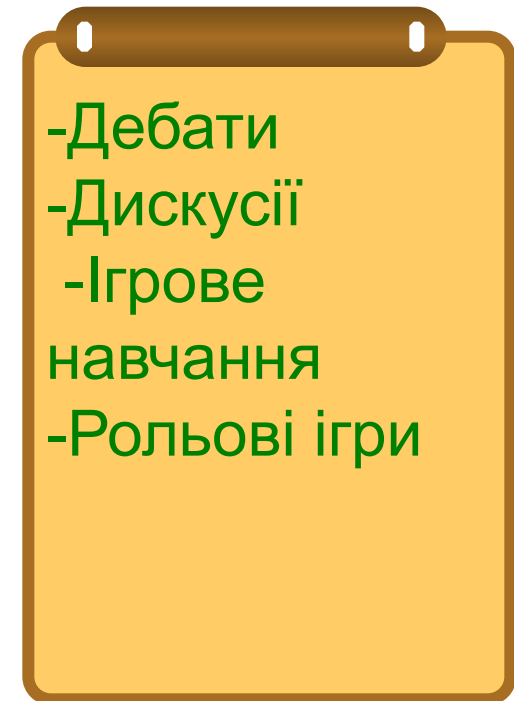 -Дебати
-Дискусії
-Ігрове
навчання
-Рольові ігри